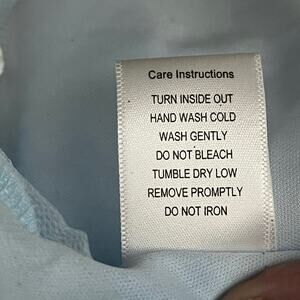 Care Instructions
TURN INSIDE OUT
HAND WASH COLD
WASH GENTLY
DO NOT BLEACH
TUMBLE DRY LOW
REMOVE PROMPTLY
DO NOT IRON